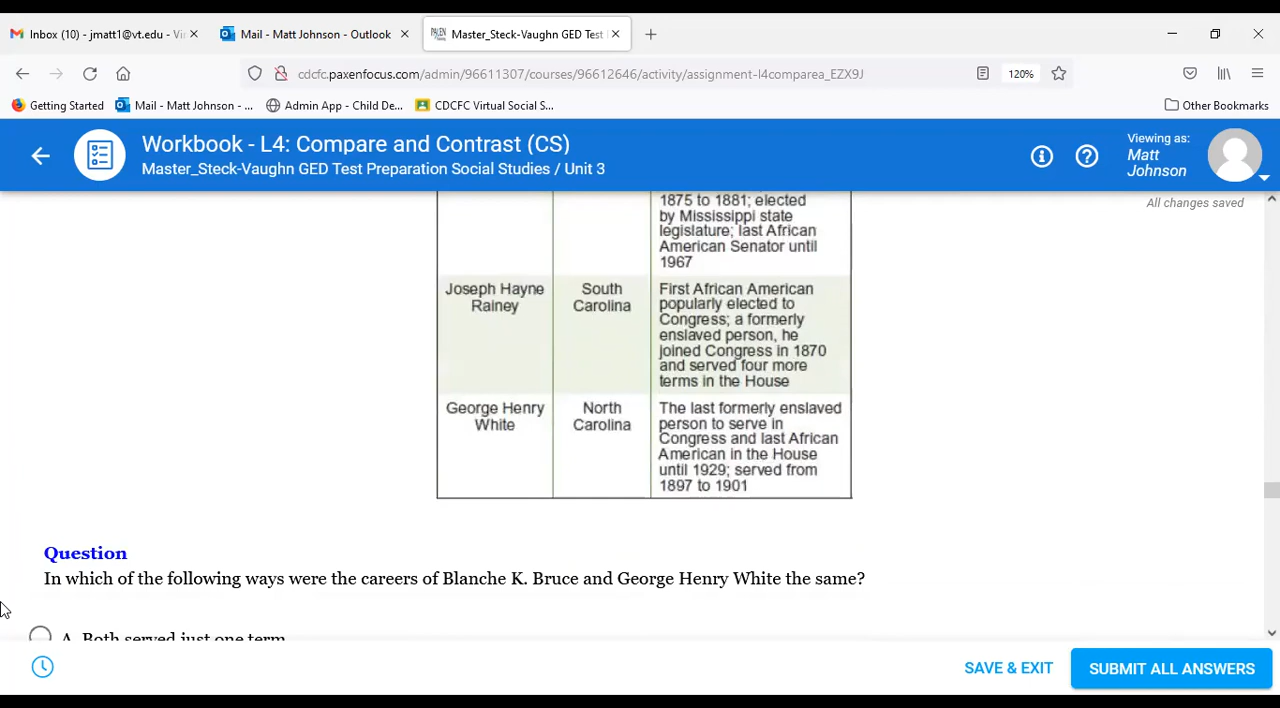 Inbox (10) - jmatt1@vt.edu - Vir
Mail - Matt Johnson - Outlook
PAXEN Master_Steck-Vaughn GED Test
cdcfc.paxenfocus.com/admin/96611307/courses/96612646/activity/assignment-l4comparea_EZX9J
120%
Getting Started
Mail - Matt Johnson - ...
Admin App - Child De...
CDCFC Virtual Social S...
Other Bookmarks
Workbook - L4: Compare and Contrast (CS)
Master_Steck-Vaughn GED Test Preparation Social Studies / Unit 3
Viewing as:
Matt
Johnson
All changes saved
1875 to 1881; elected
by Mississippi state
legislature; last African
American Senator until
1967
Joseph Hayne
Rainey
South
Carolina
First African American
popularly elected to
Congress; a formerly
enslaved person, he
joined Congress in 1870
and served four more
terms in the House
George Henry
White
North
Carolina
The last formerly enslaved
person to serve in
Congress and last African
American in the House
until 1929; served from
1897 to 1901
Question
In which of the following ways were the careers of Blanche K. Bruce and George Henry White the same?
A. Both served just one term
SAVE & EXIT
SUBMIT ALL ANSWERS